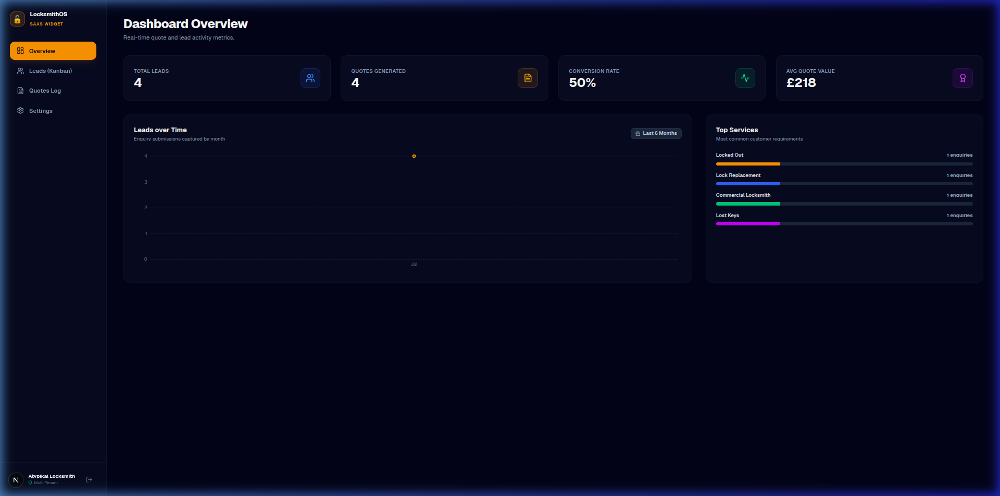 LocksmithOS
SAAS WIDGET
Overview
Leads (Kanban)
Quotes Log
Settings
Atypikal Locksmith
Multi-Tenant
Dashboard Overview
Real-time quote and lead activity metrics.
TOTAL LEADS
4
QUOTES GENERATED
4
CONVERSION RATE
50%
AVG QUOTE VALUE
£218
Leads over Time
Enquiry submissions captured by month
Last 6 Months
4
3
2
1
0
Jul
Top Services
Most common customer requirements
Locked Out 1 enquiries
Lock Replacement 1 enquiries
Commercial Locksmith 1 enquiries
Lost Keys 1 enquiries
N